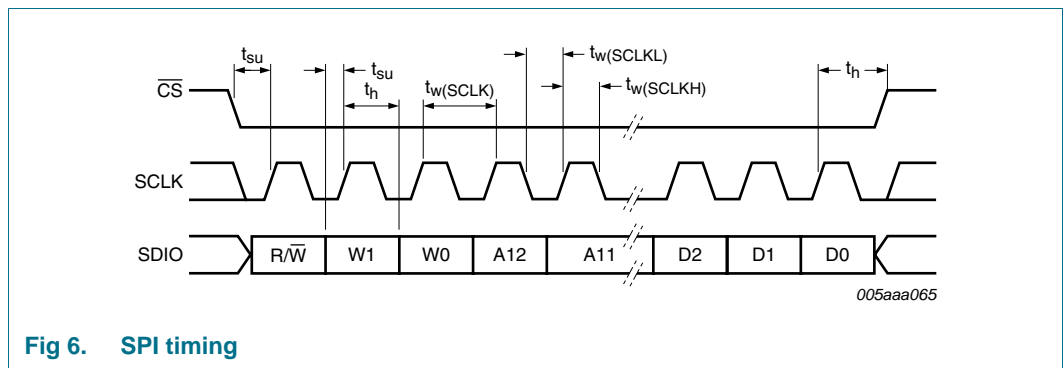 tsu
tsu
th
tw(SCLK)
tw(SCLKL)
tw(SCLKH)
th
CS
SCLK
SDIO
R/W W1 W0 A12 A11 D2 D1 D0
005aaa065
Fig 6. SPI timing